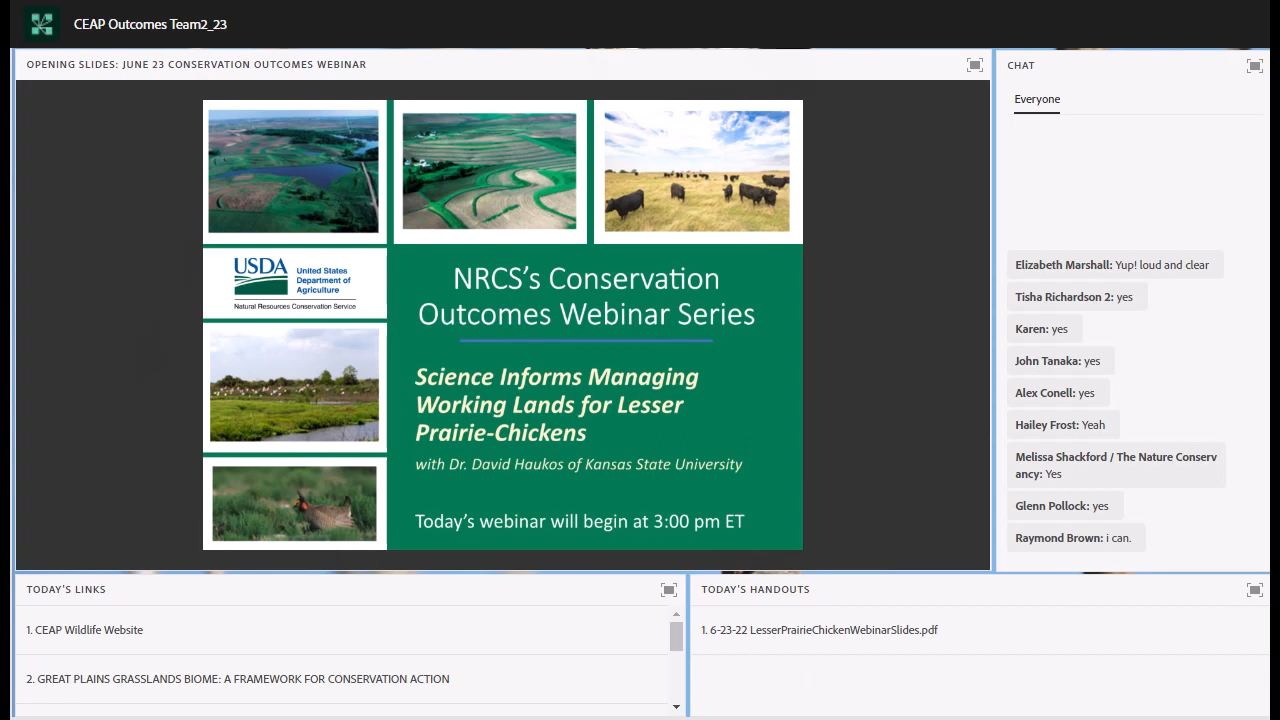 CEAP Outcomes Team2_23
OPENING SLIDES: JUNE 23 CONSERVATION OUTCOMES WEBINAR
USDA
United States
Department of
Agriculture
Natural Resources Conservation Service
NRCS's Conservation
Outcomes Webinar Series
Science Informs Managing
Working Lands for Lesser
Prairie-Chickens
with Dr. David Haukos of Kansas State University
Today's webinar will begin at 3:00 pm ET
CHAT
Everyone
Elizabeth Marshall: Yup! loud and clear
Tisha Richardson 2: yes
Karen: yes
John Tanaka: yes
Alex Conell: yes
Hailey Frost: Yeah
Melissa Shackford / The Nature Conserv
ancy: Yes
Glenn Pollock: yes
Raymond Brown: i can.
TODAY'S LINKS
1. CEAP Wildlife Website
2. GREAT PLAINS GRASSLANDS BIOME: A FRAMEWORK FOR CONSERVATION ACTION
TODAY'S HANDOUTS
1. 6-23-22 LesserPrairieChickenWebinarSlides.pdf